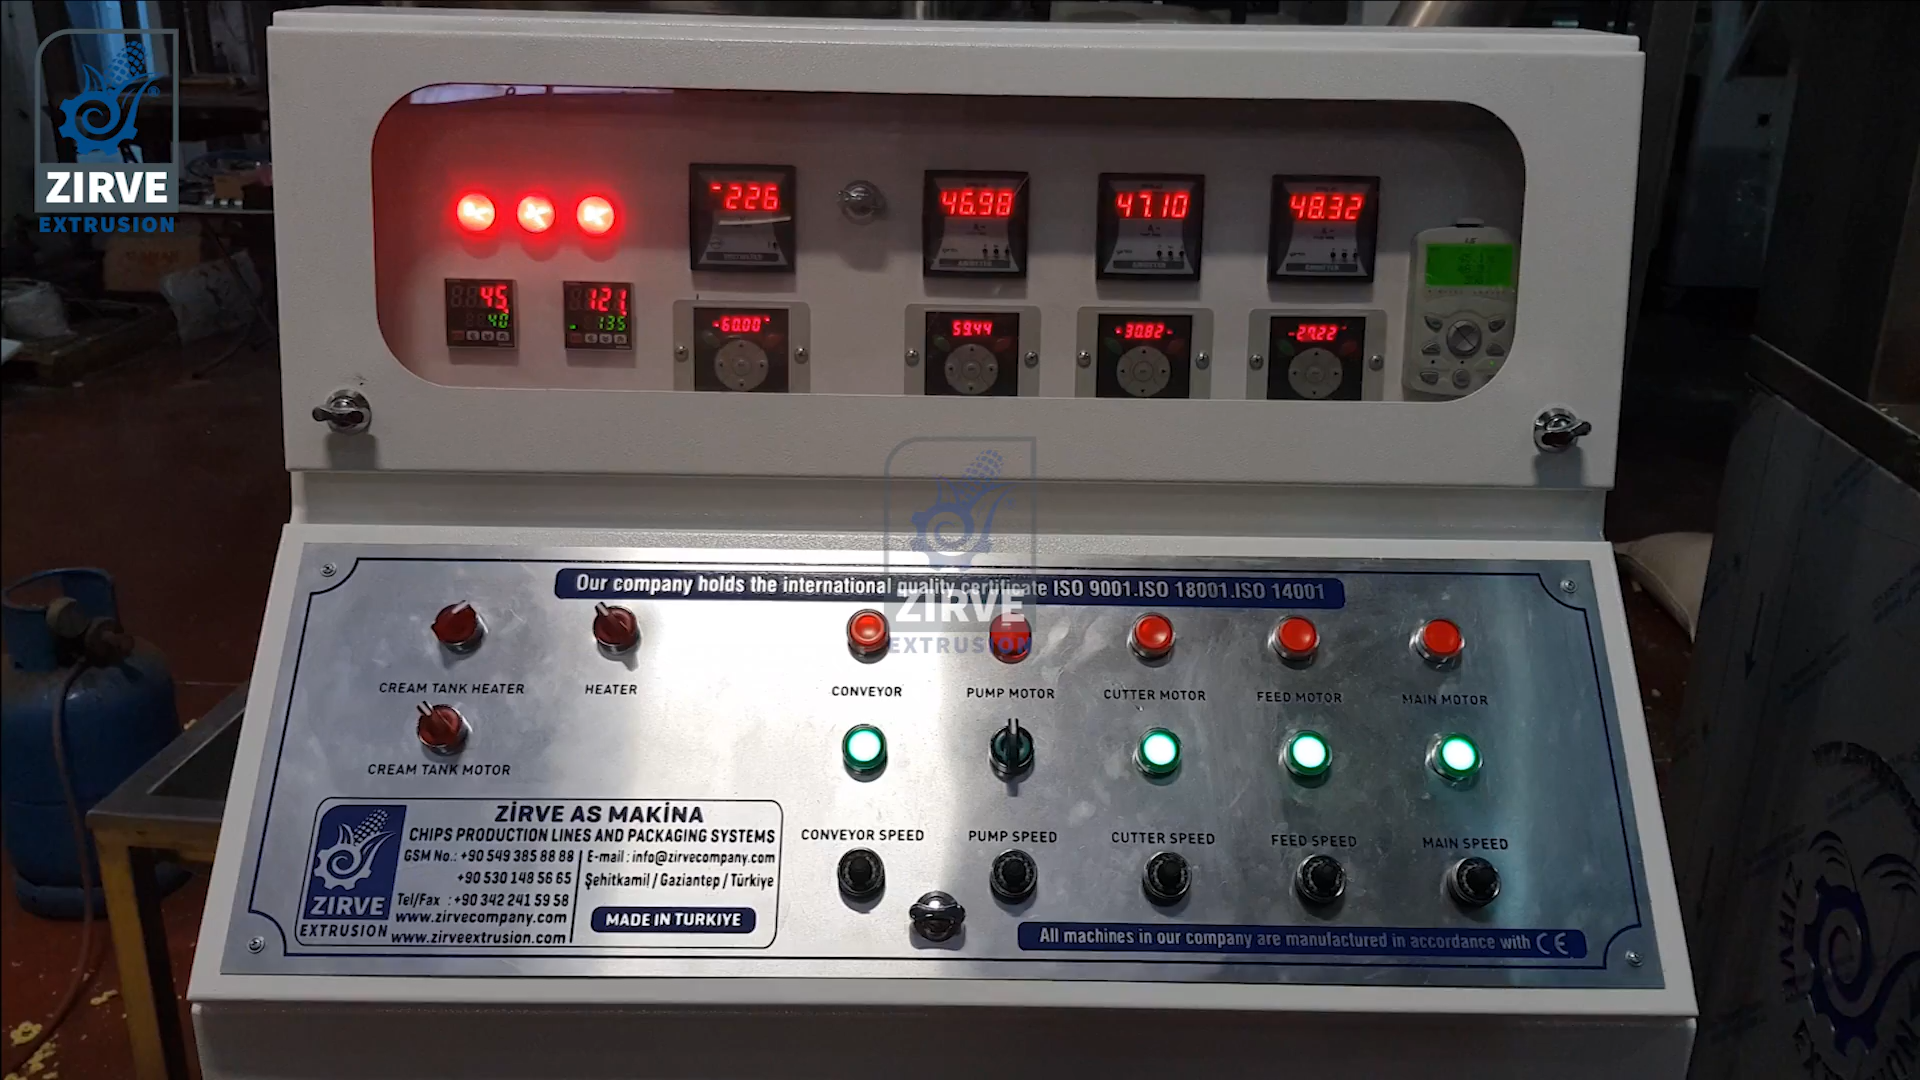 ZIRVE
EXTRUSION
226
46.98
47.10
48.32
AMMETER
45
40
121
135
60.00
59.44
30.82
27.22
LS
ZIRVE
EXTRUSION
Our company holds the international quality certificate ISO 9001.ISO 18001.ISO 14001
CREAM TANK HEATER
HEATER
CONVEYOR
PUMP MOTOR
CUTTER MOTOR
FEED MOTOR
MAIN MOTOR
CREAM TANK MOTOR
CONVEYOR SPEED
PUMP SPEED
CUTTER SPEED
FEED SPEED
MAIN SPEED
ZİRVE AS MAKİNA
CHIPS PRODUCTION LINES AND PACKAGING SYSTEMS
GSM No.: +90 549 385 88 88
+90 530 148 56 65
Tel/Fax : +90 342 241 59 58
www.zirvecompany.com
www.zirveextrusion.com
E-mail : info@zirvecompany.com
Şehitkamil / Gaziantep / Türkiye
MADE IN TURKIYE
ZIRVE
EXTRUSION
All machines in our company are manufactured in accordance with CE